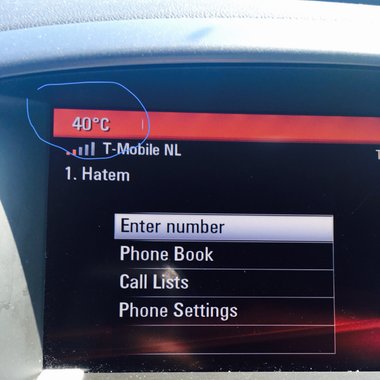 40°C
T-Mobile NL
1. Hatem
Enter number
Phone Book
Call Lists
Phone Settings